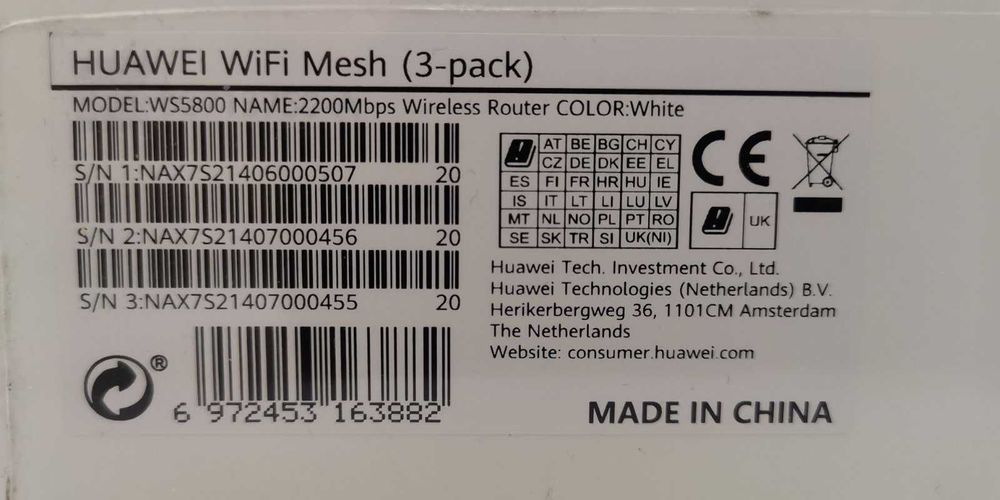 HUAWEI WiFi Mesh (3-pack)
MODEL:WS5800 NAME:2200Mbps Wireless Router COLOR:White
S/N 1:NAX7S21406000507 20
S/N 2:NAX7S21407000456 20
S/N 3:NAX7S21407000455 20
AT BE BG CH CY
CZ DE DK EE EL
ES FI FR HR HU IE
IS IT LT LI LU LV
MT NL NO PL PT RO
SE SK TR SI UK(NI)
CE
UK
Huawei Tech. Investment Co., Ltd.
Huawei Technologies (Netherlands) B.V.
Herikerbergweg 36, 1101CM Amsterdam
The Netherlands
Website: consumer.huawei.com
®
6 972453 163882
MADE IN CHINA